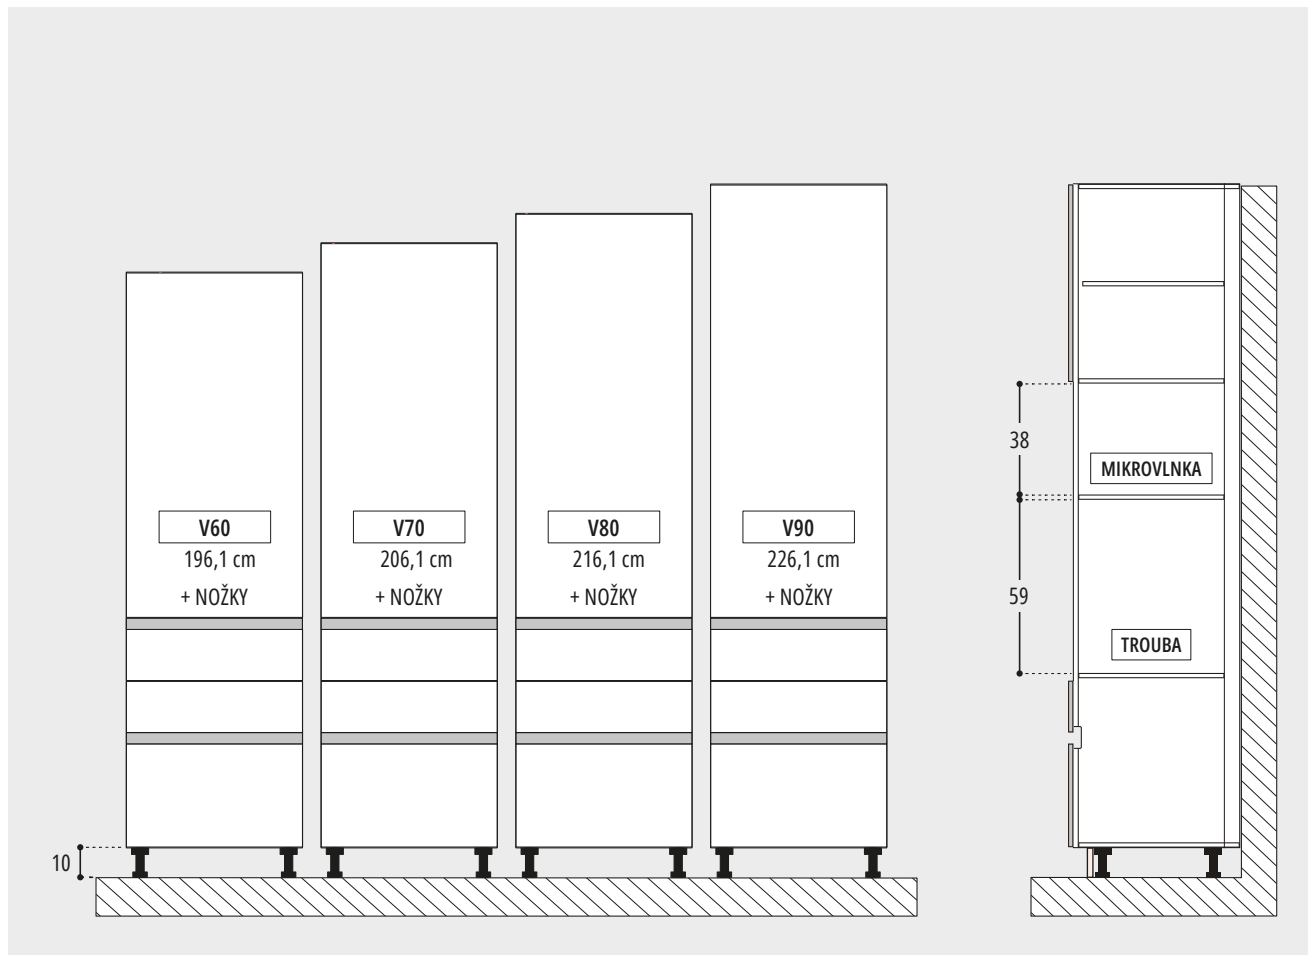 V60
196,1 cm
+ NOŽKY
V70
206,1 cm
+ NOŽKY
V80
216,1 cm
+ NOŽKY
V90
226,1 cm
+ NOŽKY
10
38
MIKROVLNKA
59
TROUBA